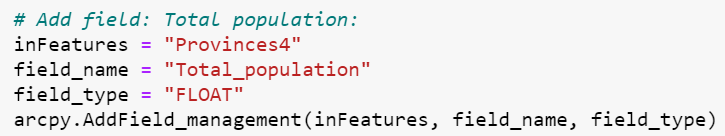 # Add field: Total population:
inFeatures = "Provinces4"
field_name = "Total_population"
field_type = "FLOAT"
arcpy.AddField_management(inFeatures, field_name, field_type)